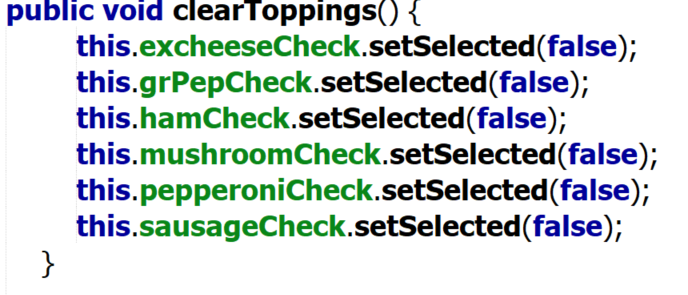 public void clearToppings() {
this.excheeseCheck.setSelected(false);
this.grPepCheck.setSelected(false);
this.hamCheck.setSelected(false);
this.mushroomCheck.setSelected(false);
this.pepperoniCheck.setSelected(false);
this.sausageCheck.setSelected(false);
}